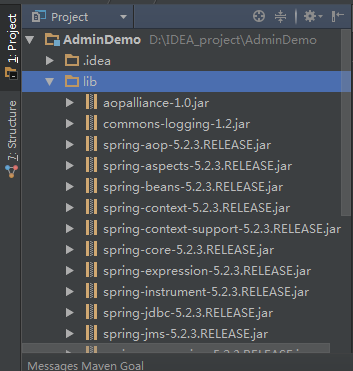 1: Project
7: Structure
Project
AdminDemo D:\IDEA_project\AdminDemo
.idea
lib
aopalliance-1.0.jar
commons-logging-1.2.jar
spring-aop-5.2.3.RELEASE.jar
spring-aspects-5.2.3.RELEASE.jar
spring-beans-5.2.3.RELEASE.jar
spring-context-5.2.3.RELEASE.jar
spring-context-support-5.2.3.RELEASE.jar
spring-core-5.2.3.RELEASE.jar
spring-expression-5.2.3.RELEASE.jar
spring-instrument-5.2.3.RELEASE.jar
spring-jdbc-5.2.3.RELEASE.jar
spring-jms-5.2.3.RELEASE.jar
Messages Maven Goal